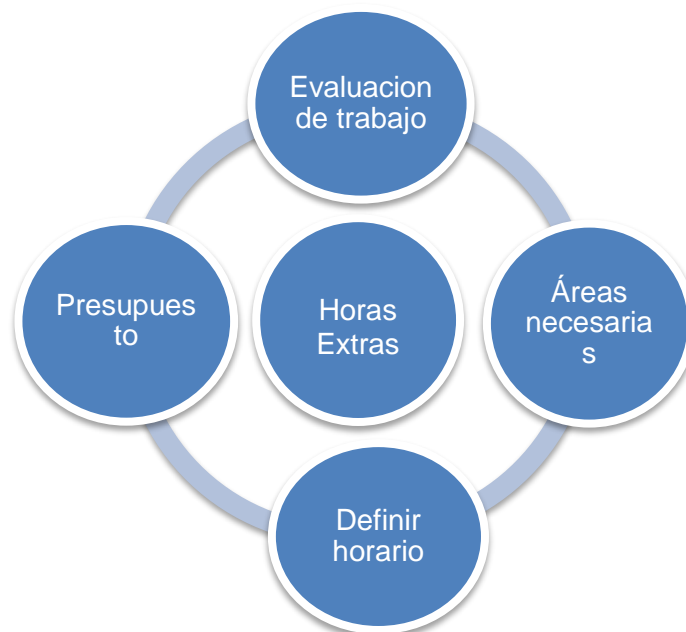 Evaluacion
de trabajo
Presupues
to
Horas
Extras
Áreas
necesaria
s
Definir
horario